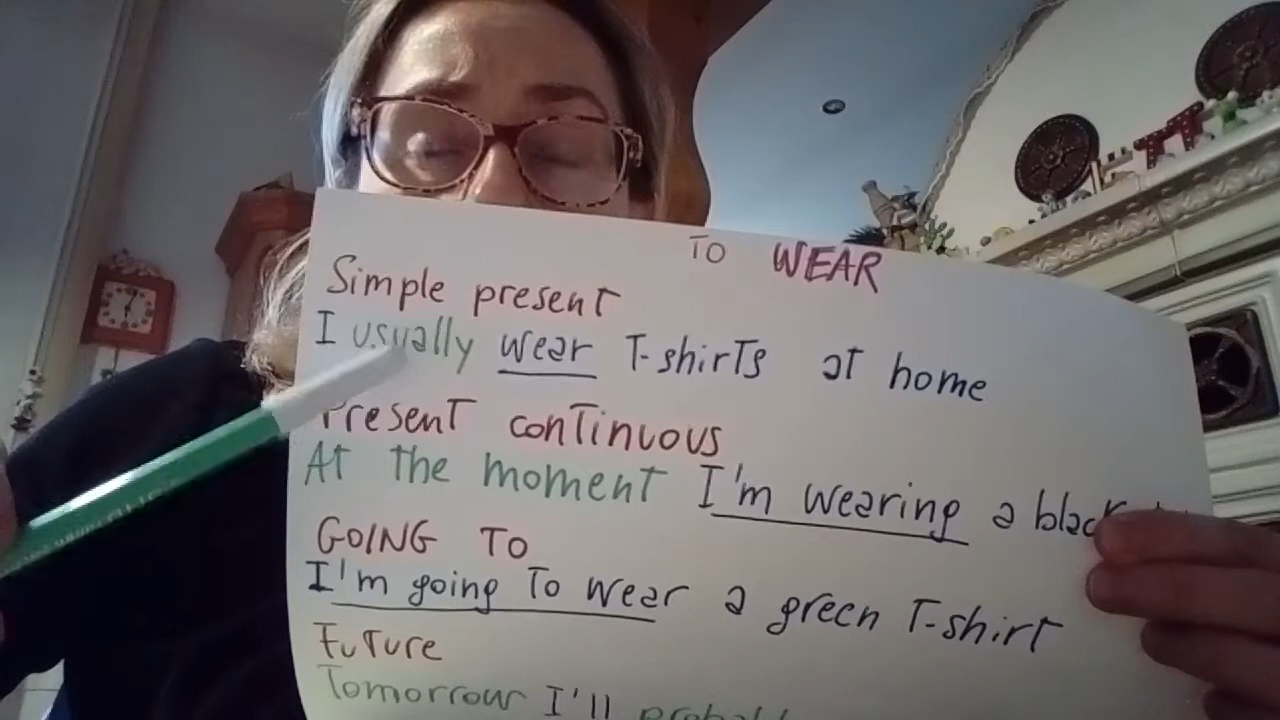 TO WEAR
Simple present
I usually wear T-shirts at home
Present continuous
At the moment I'm wearing a black
GOING TO
I'm going to wear a green T-shirt
Future
Tomorrow I'll